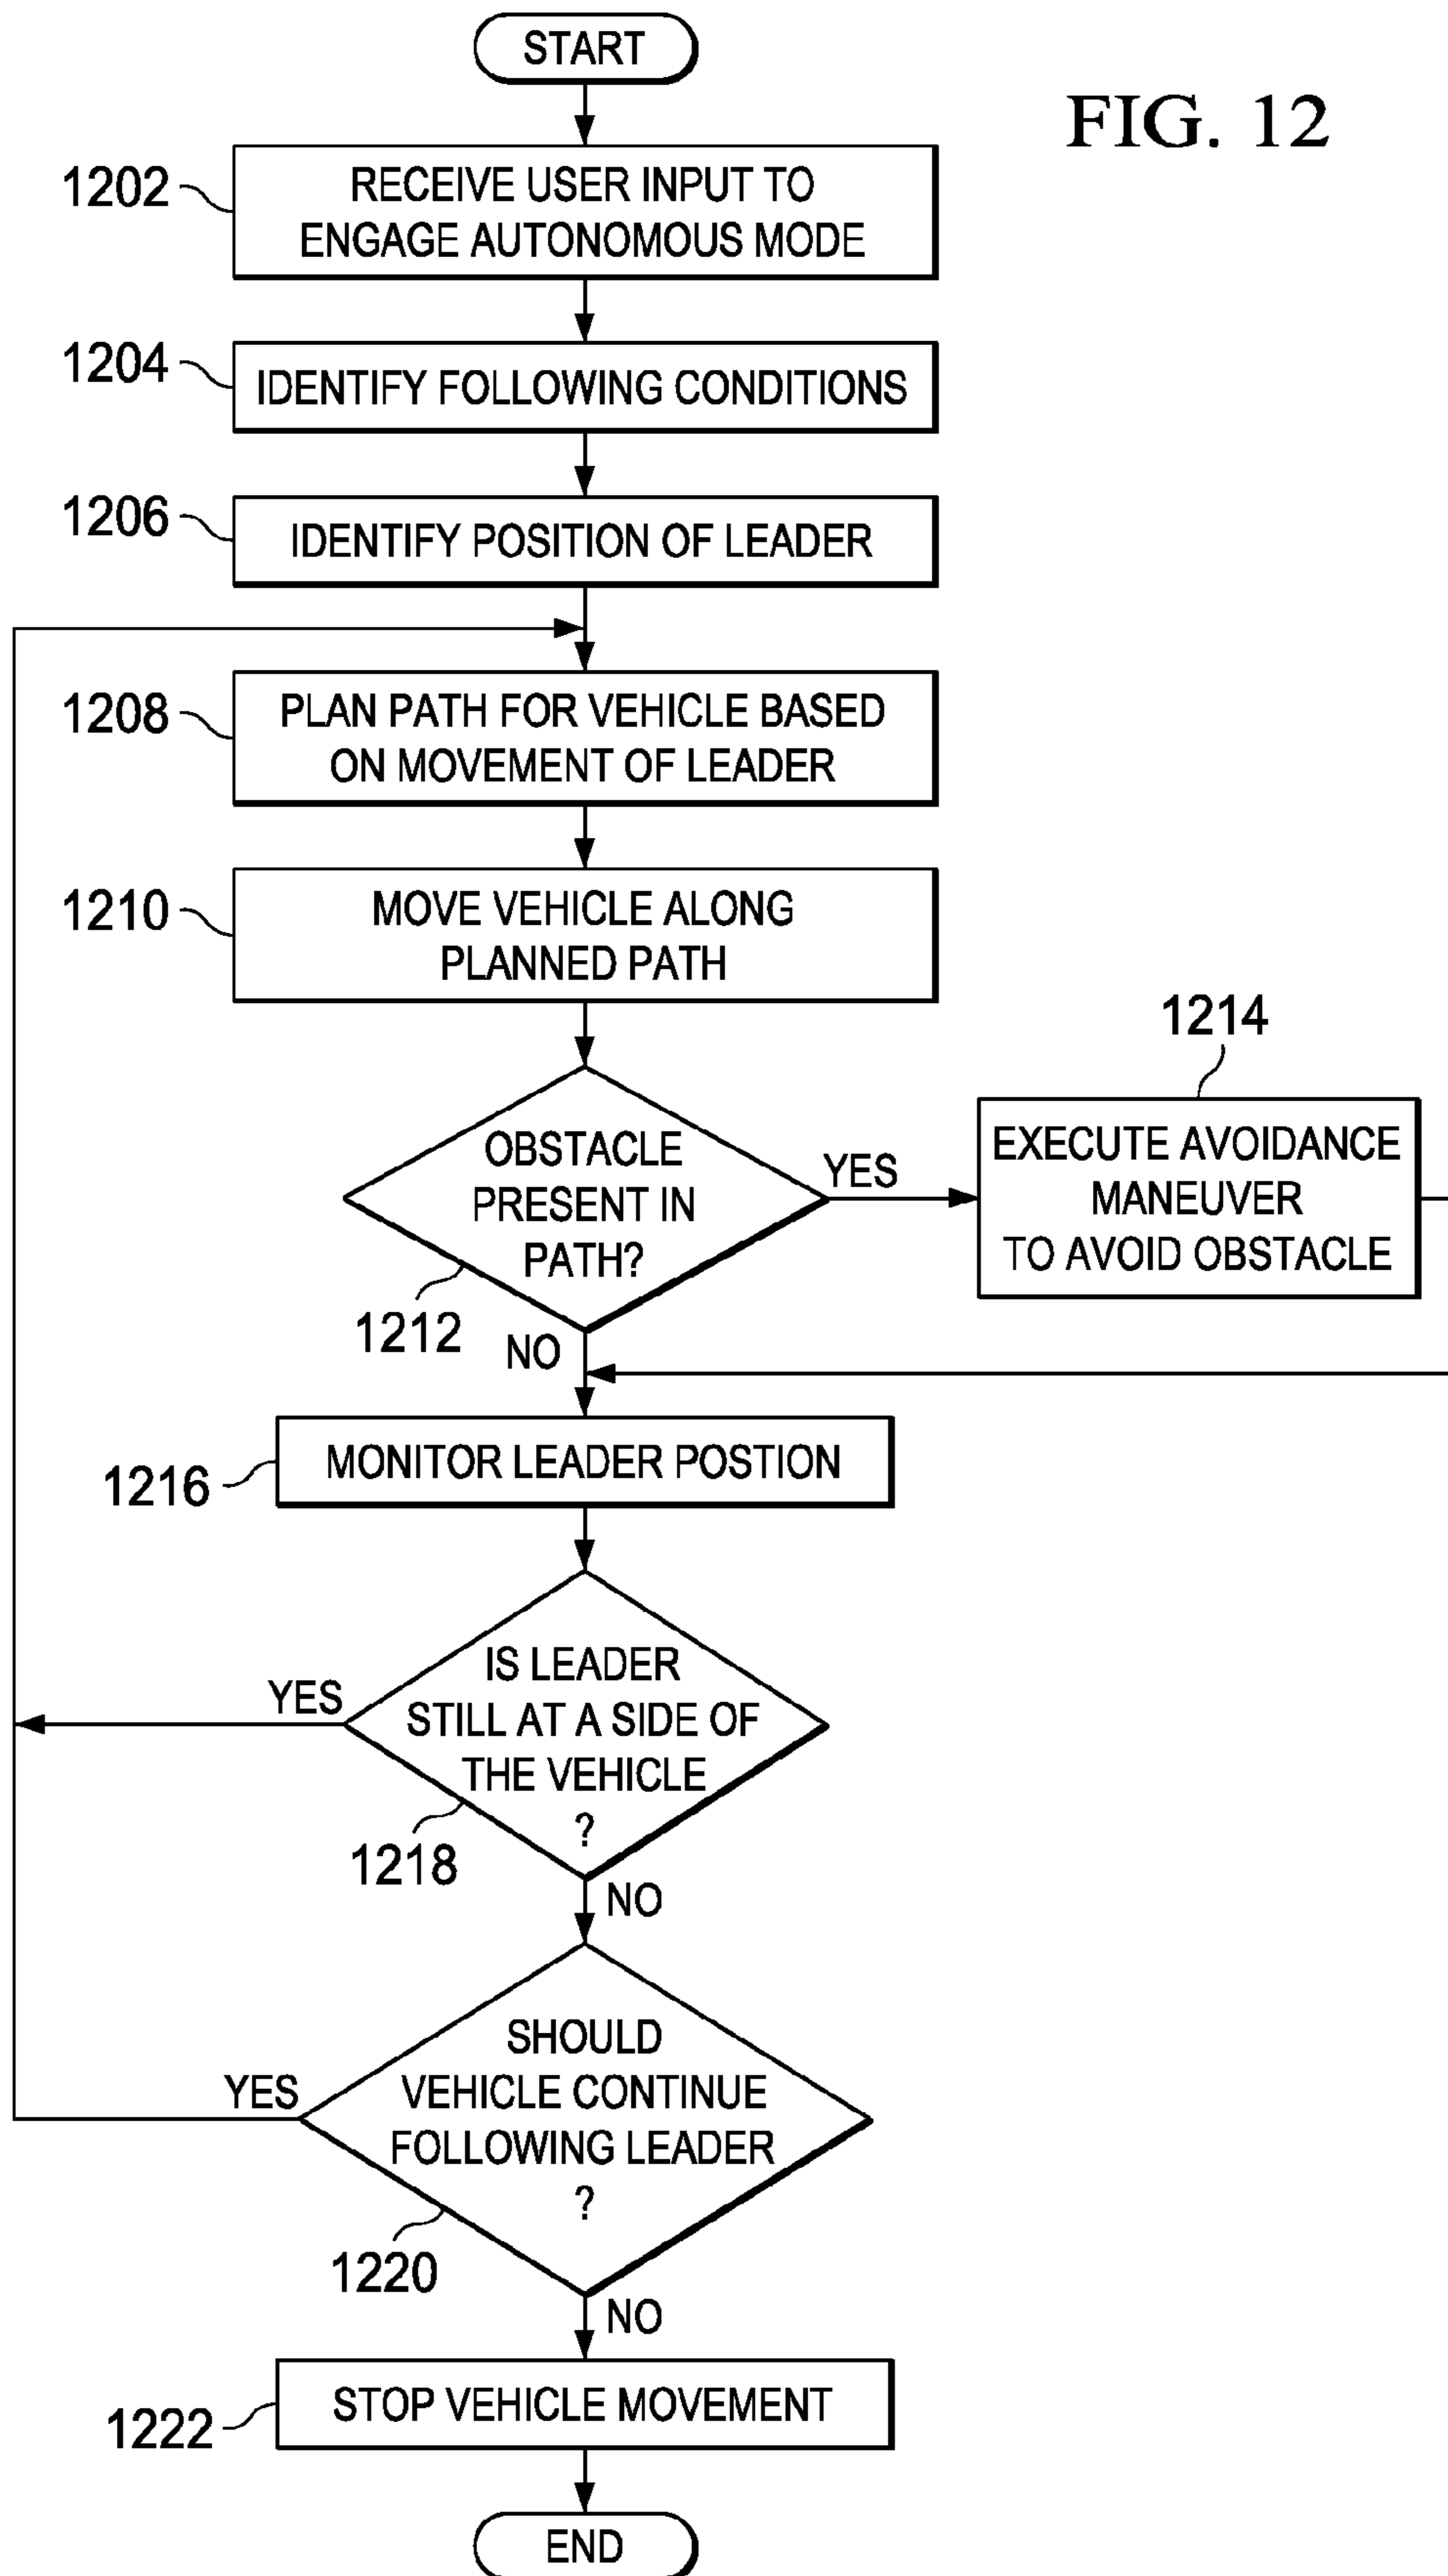 START
FIG. 12
1202
RECEIVE USER INPUT TO
ENGAGE AUTONOMOUS MODE
1204
IDENTIFY FOLLOWING CONDITIONS
1206
IDENTIFY POSITION OF LEADER
1208
PLAN PATH FOR VEHICLE BASED
ON MOVEMENT OF LEADER
1210
MOVE VEHICLE ALONG
PLANNED PATH
OBSTACLE
PRESENT IN
PATH?
1212
YES
1214
EXECUTE AVOIDANCE
MANEUVER
TO AVOID OBSTACLE
NO
1216
MONITOR LEADER POSTION
YES
IS LEADER
STILL AT A SIDE OF
THE VEHICLE
?
1218
NO
YES
SHOULD
VEHICLE CONTINUE
FOLLOWING LEADER
?
1220
NO
1222
STOP VEHICLE MOVEMENT
END